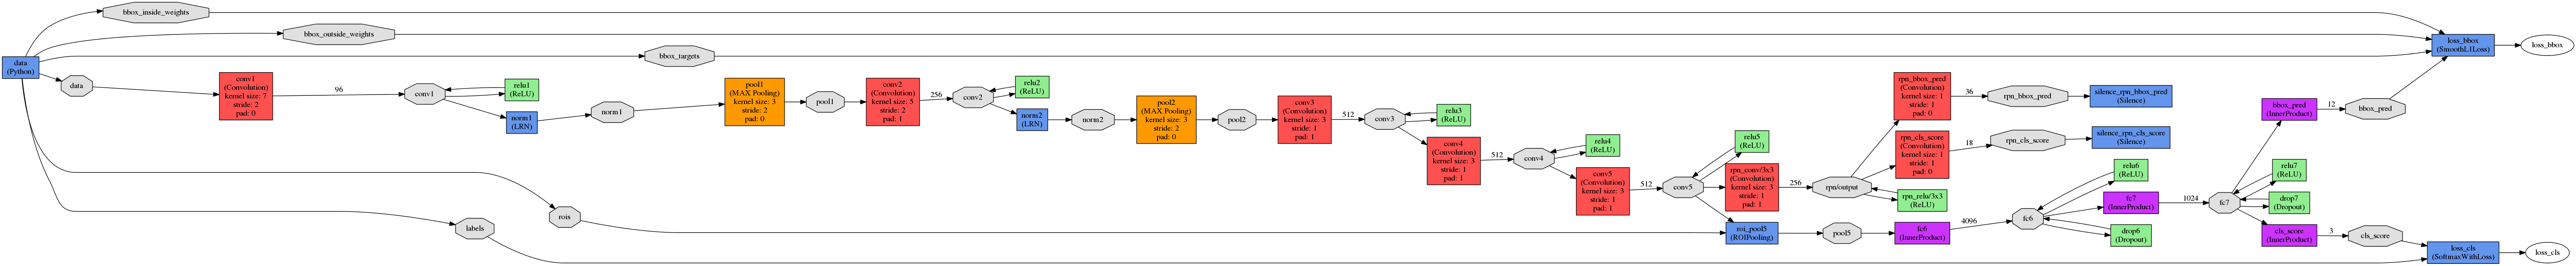 bbox_inside_weights
bbox_outside_weights
bbox_targets
data
(Python)
data
conv1
(Convolution)
kernel size: 7
stride: 2
pad: 0
96
conv1
relu1
(ReLU)
norm1
(LRN)
norm1
pool1
(MAX Pooling)
kernel size: 3
stride: 2
pad: 0
pool1
conv2
(Convolution)
kernel size: 5
stride: 2
pad: 1
256
conv2
relu2
(ReLU)
norm2
(LRN)
norm2
pool2
(MAX Pooling)
kernel size: 3
stride: 2
pad: 0
pool2
conv3
(Convolution)
kernel size: 3
stride: 1
pad: 1
512
conv3
relu3
(ReLU)
conv4
(Convolution)
kernel size: 3
stride: 1
pad: 1
512
conv4
relu4
(ReLU)
conv5
(Convolution)
kernel size: 3
stride: 1
pad: 1
512
conv5
relu5
(ReLU)
rpn_conv/3x3
(Convolution)
kernel size: 3
stride: 1
pad: 1
256
rpn/output
rpn_bbox_pred
(Convolution)
kernel size: 1
stride: 1
pad: 0
36
rpn_bbox_pred
silence_rpn_bbox_pred
(Silence)
rpn_cls_score
(Convolution)
kernel size: 1
stride: 1
pad: 0
18
rpn_cls_score
silence_rpn_cls_score
(Silence)
rpn_relu/3x3
(ReLU)
rois
labels
roi_pool5
(ROIPooling)
pool5
fc6
(InnerProduct)
4096
fc6
relu6
(ReLU)
fc7
(InnerProduct)
drop6
(Dropout)
1024
fc7
relu7
(ReLU)
drop7
(Dropout)
bbox_pred
(InnerProduct)
12
bbox_pred
cls_score
(InnerProduct)
3
cls_score
loss_bbox
(SmoothL1Loss)
loss_bbox
loss_cls
(SoftmaxWithLoss)
loss_cls